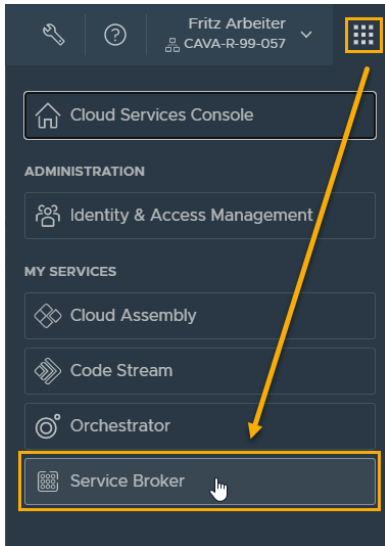 Fritz Arbeiter
CAVA-R-99-057
Cloud Services Console
ADMINISTRATION
Identity & Access Management
MY SERVICES
Cloud Assembly
Code Stream
Orchestrator
Service Broker